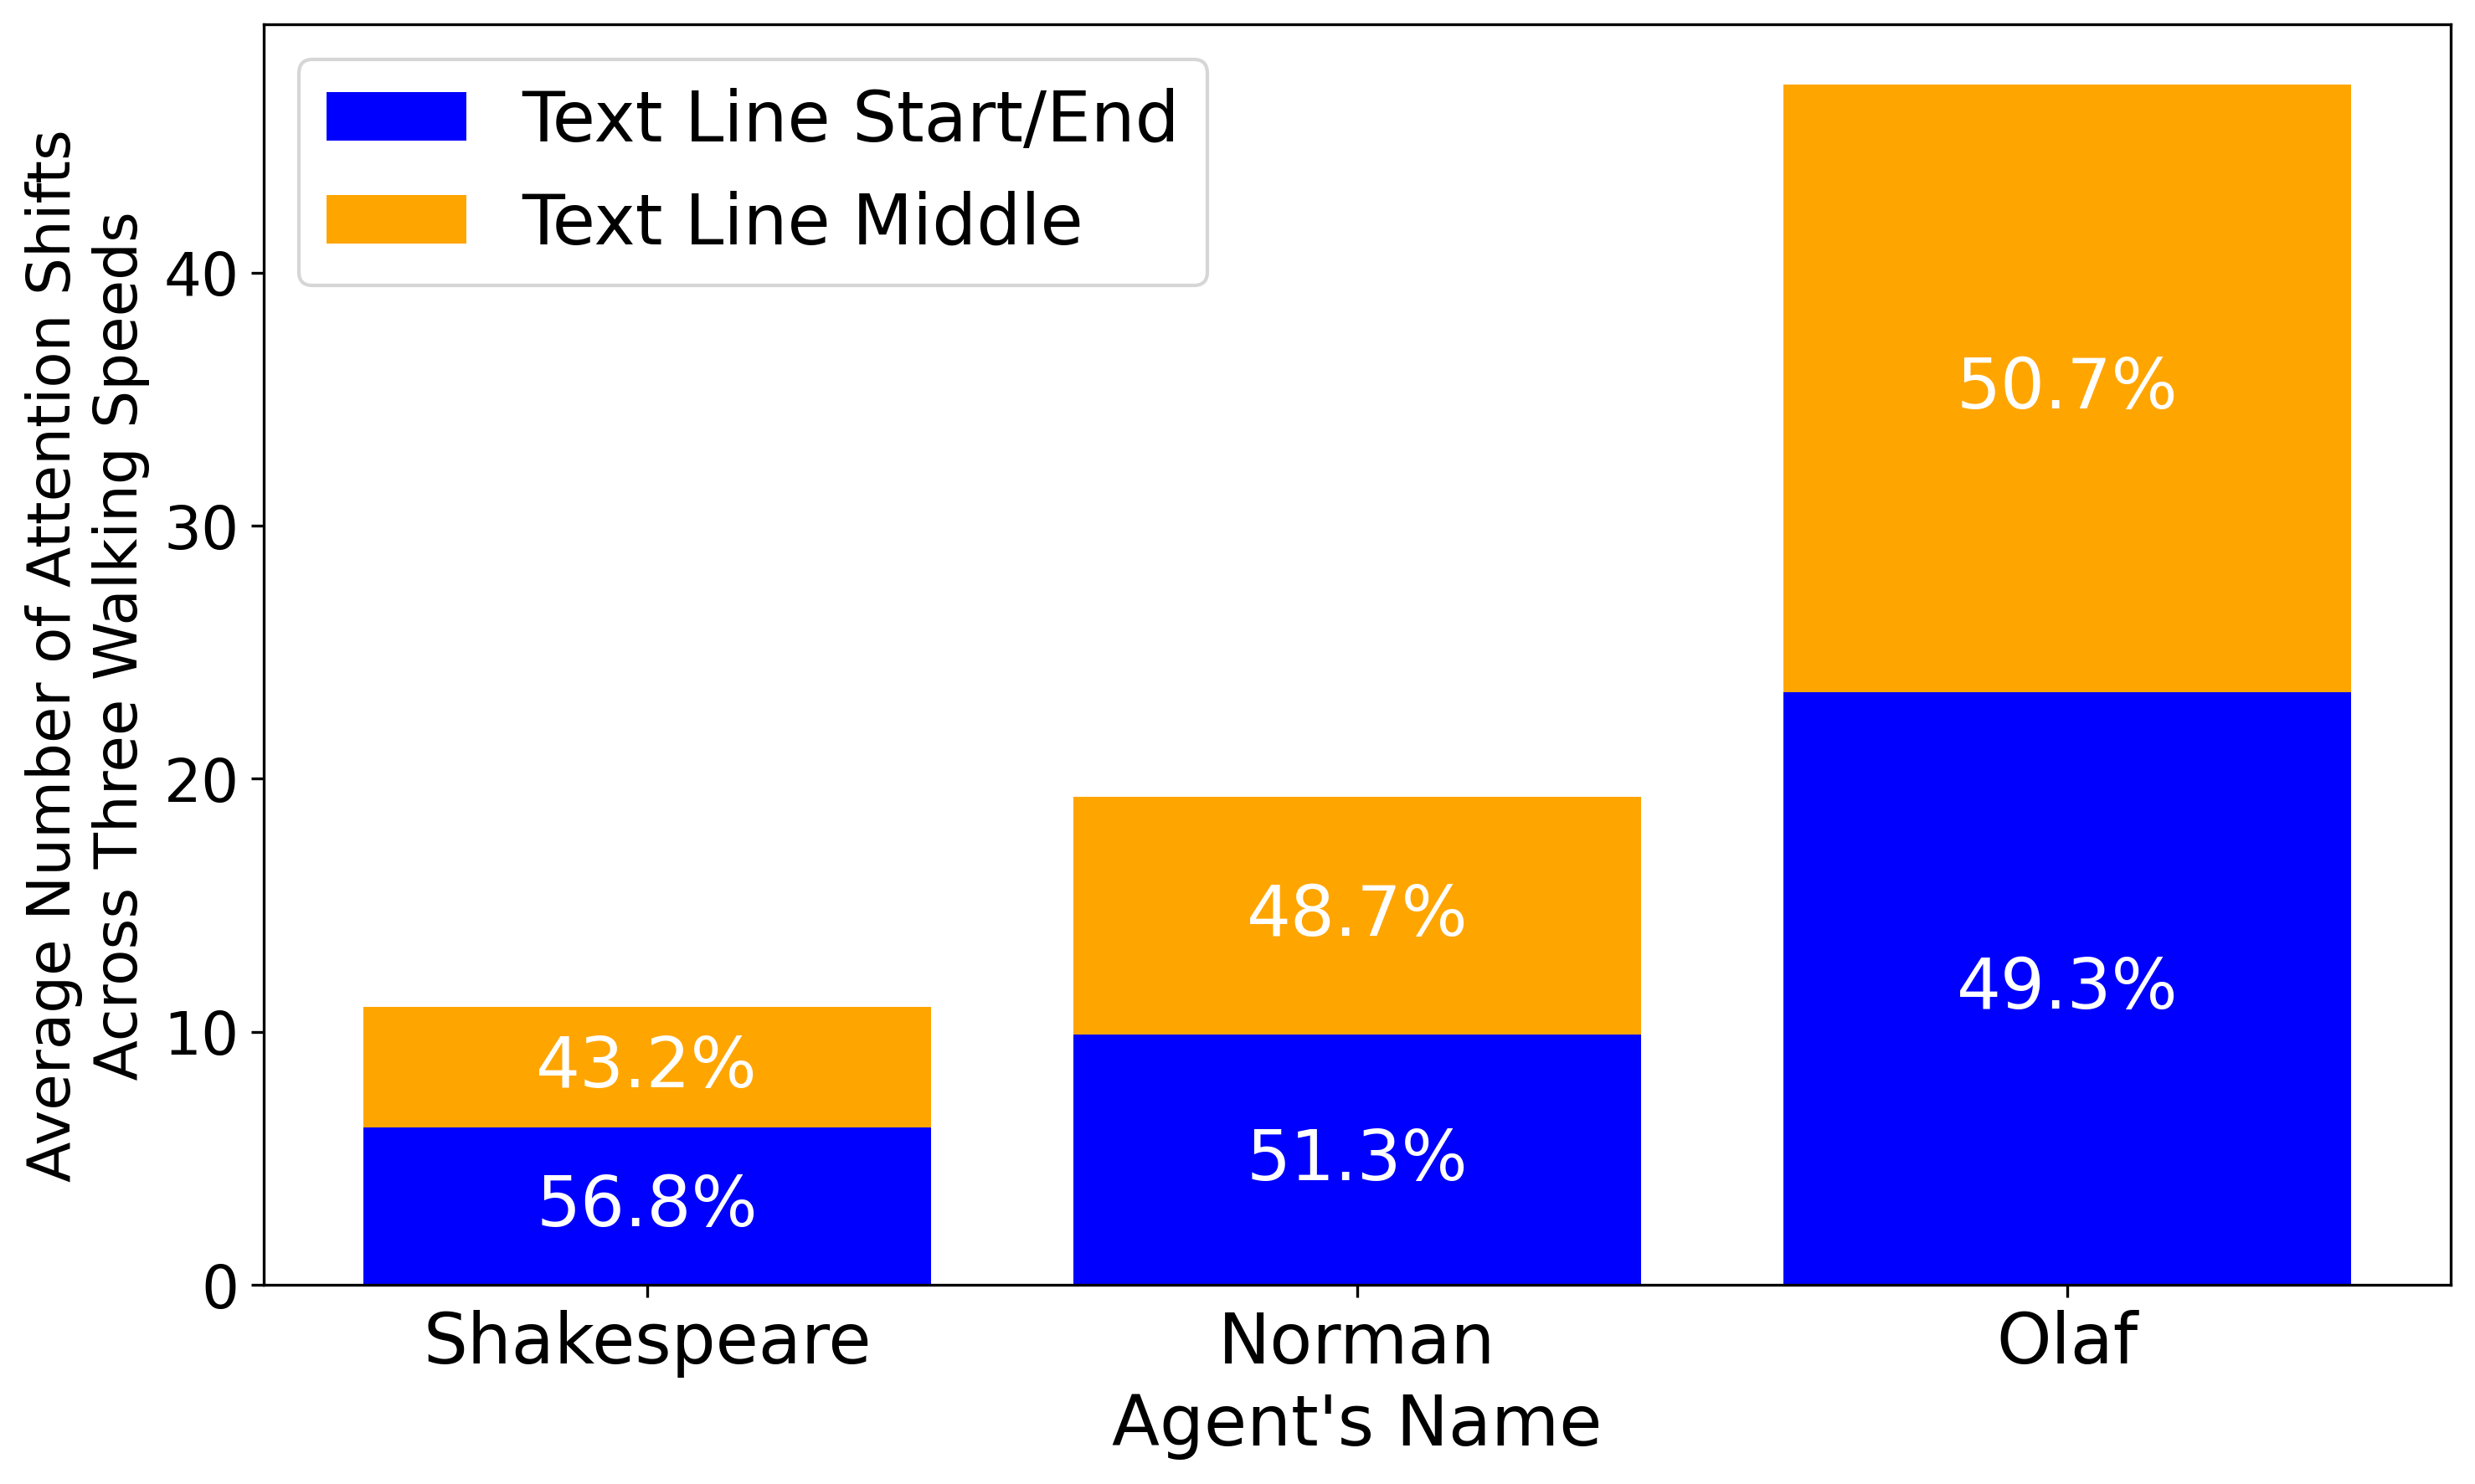 Text Line Start/End
Text Line Middle
Average Number of Attention Shifts
Across Three Walking Speeds
40
30
20
10
0
50.7%
49.3%
48.7%
51.3%
43.2%
56.8%
Shakespeare
Norman
Olaf
Agent's Name